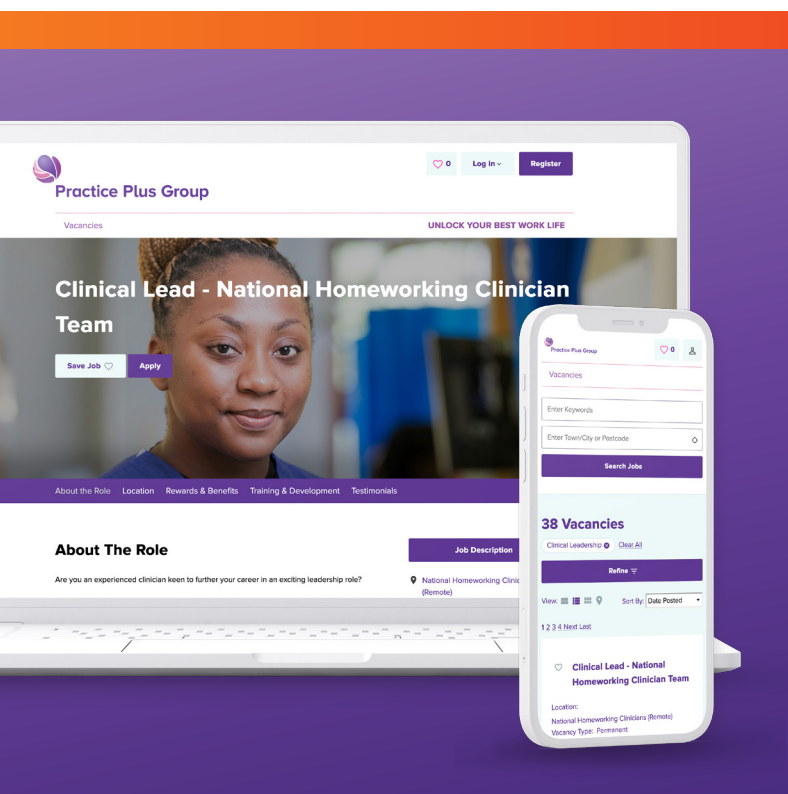 0
Log In
Register
Practice Plus Group
Vacancies
UNLOCK YOUR BEST WORK LIFE
Clinical Lead - National Homeworking Clinician
Team
Save Job
Apply
About the Role Location Rewards & Benefits Training & Development Testimonials
About The Role
Job Description
Are you an experienced clinician keen to further your career in an exciting leadership role?
National Homeworking Clinic
(Remote)
Practice Plus Group
0
Vacancies
Enter Keywords
Enter Town/City or Postcode
Search Jobs
38 Vacancies
Clinical Leadership
Clear All
Refine
View:
Sort By: Date Posted
1 2 3 4 Next Last
Clinical Lead - National
Homeworking Clinician Team
Location:
National Homeworking Clinicians (Remote)
Vacancy Type: Permanent